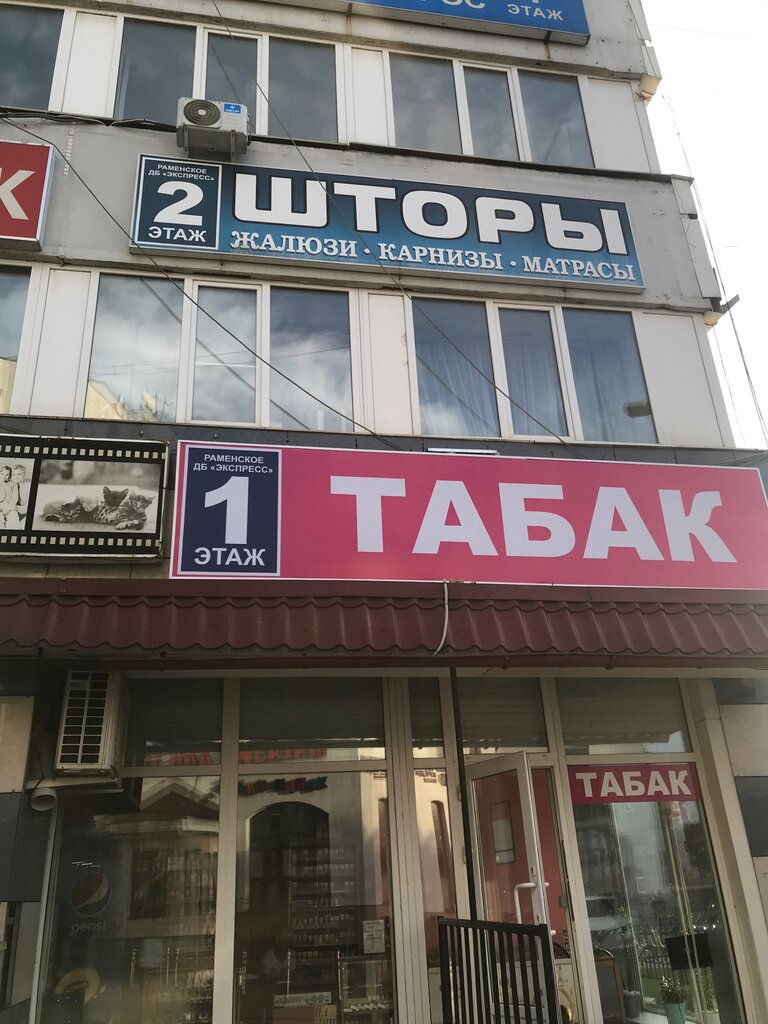 ЭТАЖ
К
РАМЕНСКОЕ
ДБ «ЭКСПРЕСС»
2
ЭТАЖ
ШТОРЫ
ЖАЛЮЗИ · КАРНИЗЫ · МАТРАСЫ
РАМЕНСКОЕ
ДБ «ЭКСПРЕСС»
1
ЭТАЖ
ТАБАК
ТАБАК
pepsi